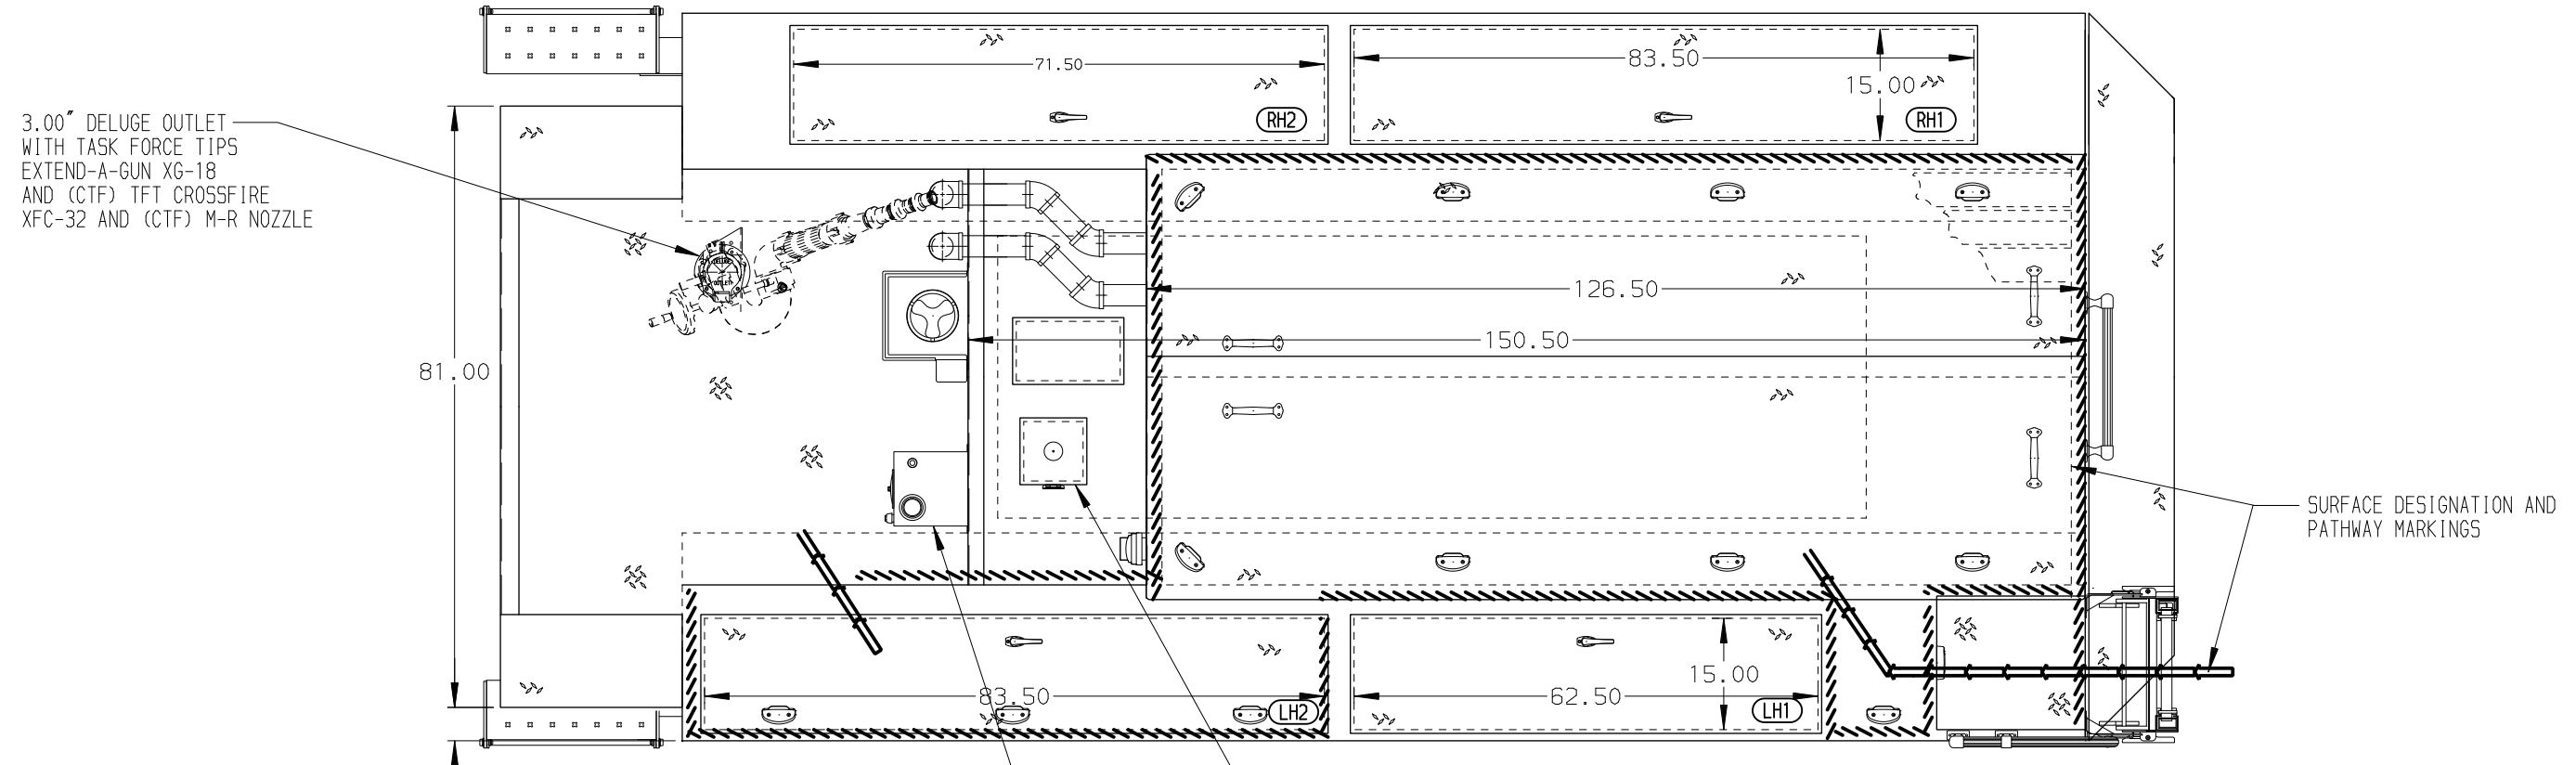 3.00" DELUGE OUTLET
WITH TASK FORCE TIPS
EXTEND-A-GUN XG-18
AND (CTF) TFT CROSSFIRE
XFC-32 AND (CTF) M-R NOZZLE
71.50
RH2
83.50
15.00
RH1
DELUGE
OUTLET
126.50
150.50
81.00
SURFACE DESIGNATION AND
PATHWAY MARKINGS
83.50
LH2
62.50
15.00
LH1